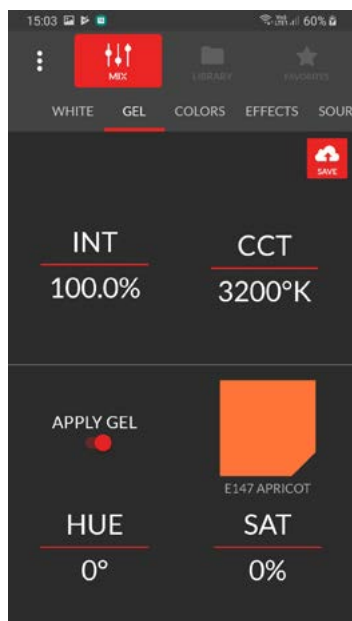 15:03 60%
MIX LIBRARY FAVORITES
WHITE GEL COLORS EFFECTS SOUR
SAVE
INT CCT
100.0% 3200°K
APPLY GEL
E147 APRICOT
HUE SAT
0° 0%